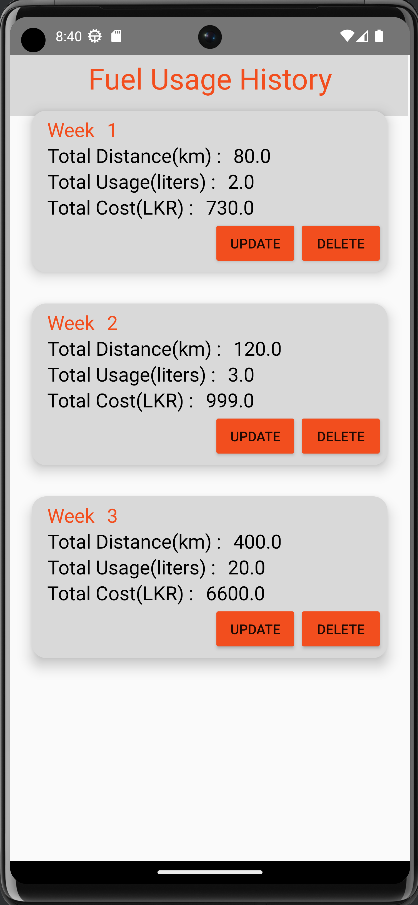 8:40
Fuel Usage History
Week 1
Total Distance(km) : 80.0
Total Usage(liters) : 2.0
Total Cost(LKR) : 730.0
UPDATE DELETE
Week 2
Total Distance(km) : 120.0
Total Usage(liters) : 3.0
Total Cost(LKR) : 999.0
UPDATE DELETE
Week 3
Total Distance(km) : 400.0
Total Usage(liters) : 20.0
Total Cost(LKR) : 6600.0
UPDATE DELETE